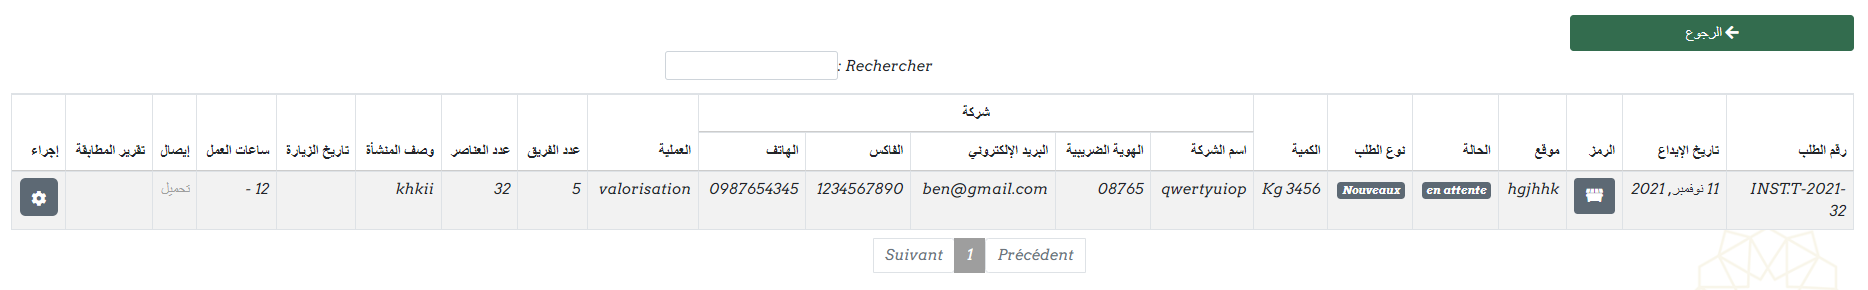 الرجوع
Rechercher :
رقم الطلب
تاريخ الإيداع
الرمز
موقع
الحالة
نوع الطلب
الكمية
شركة
اسم الشركة
الهوية الضريبية
البريد الإلكتروني
الفاكس
الهاتف
العملية
عدد الفريق
عدد العناصر
وصف المنشأة
تاريخ الزيارة
ساعات العمل
إيصال
تقرير المطابقة
إجراء
INST.T-2021-
32
11 نوفمبر, 2021
hgjhhk
en attente
Nouveaux
Kg 3456
qwertyuiop
08765
ben@gmail.com
1234567890
0987654345
valorisation
5
32
khkii
- 12
تحميل
Précédent
1
Suivant